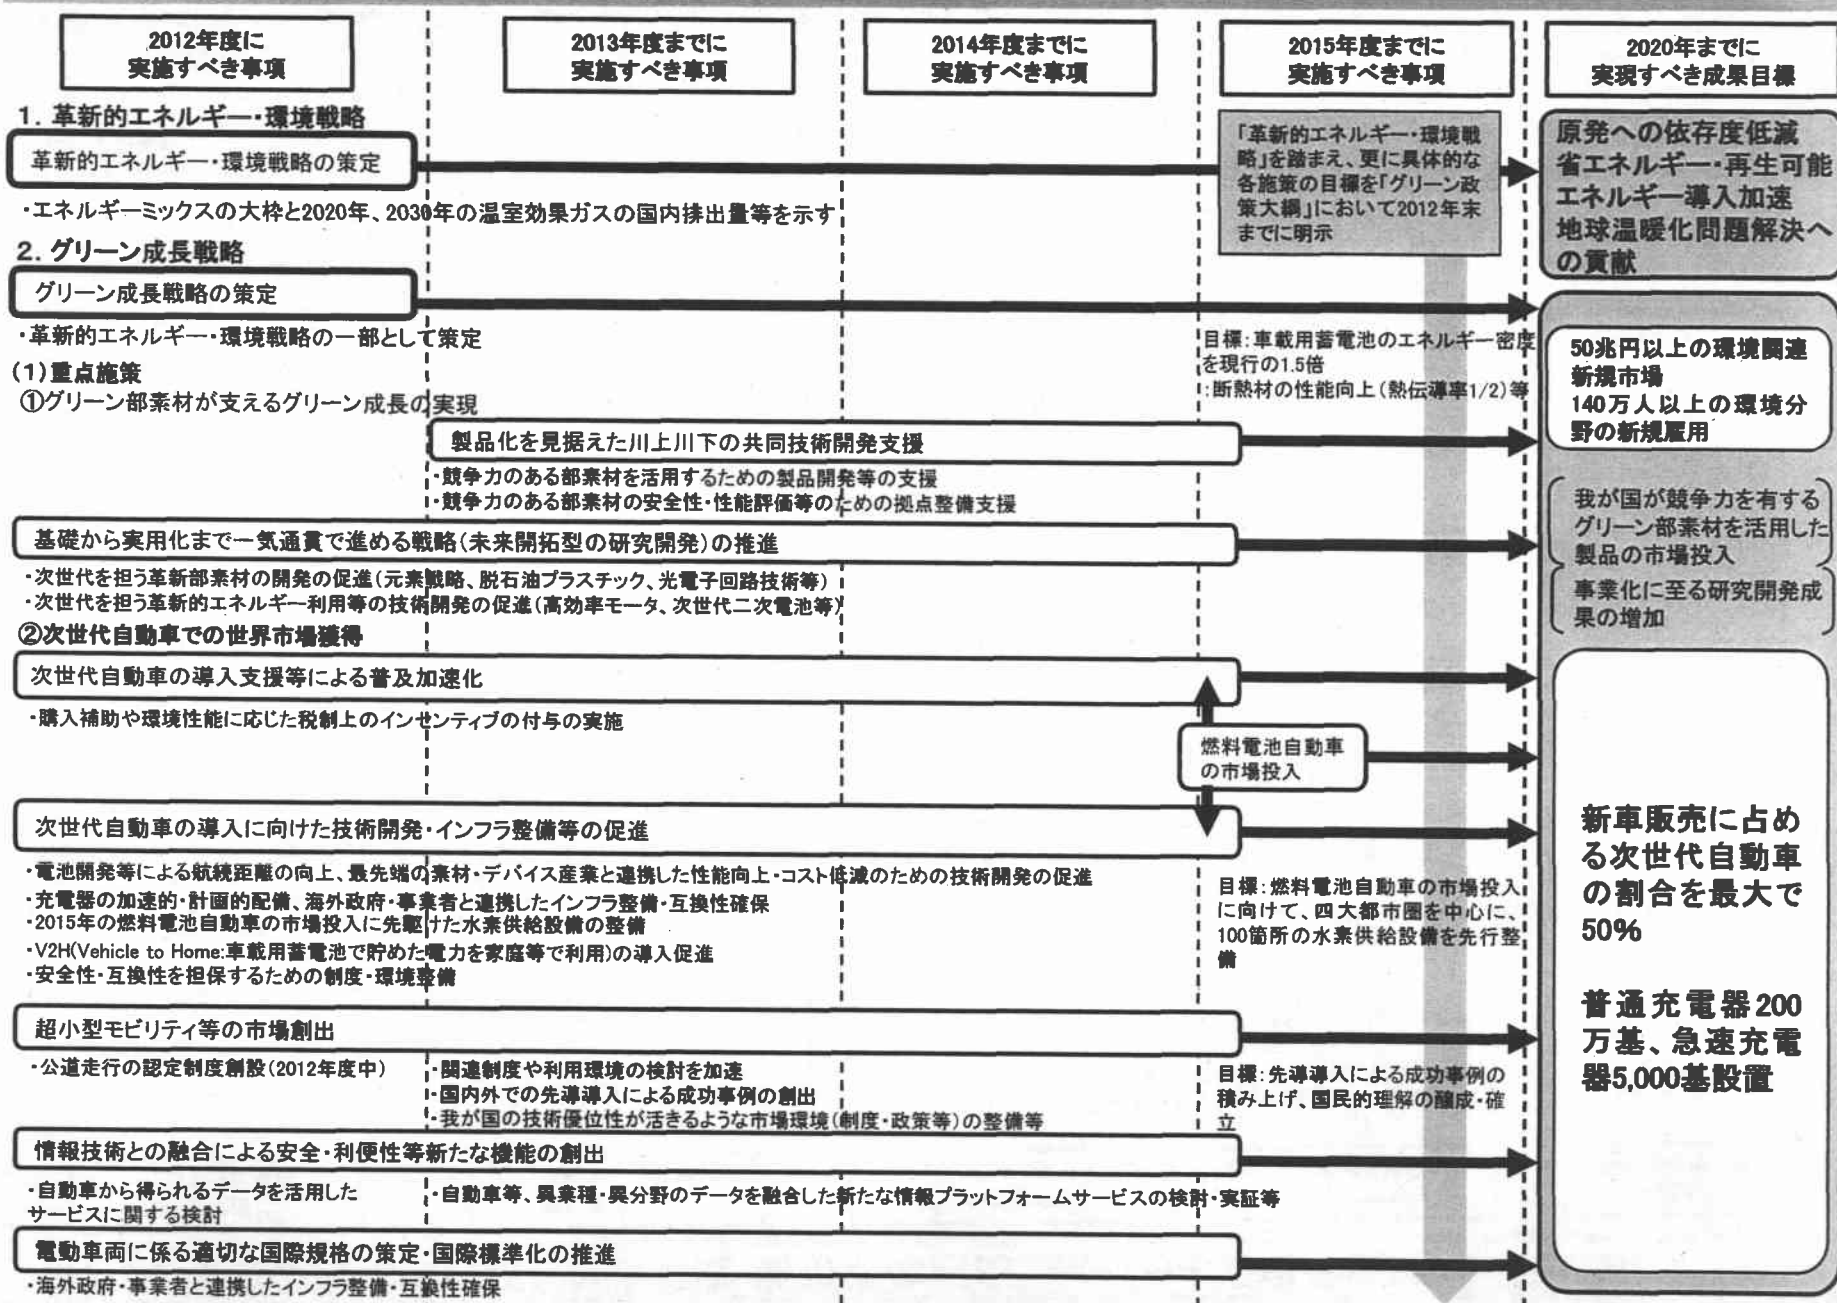 2012年度に
実施すべき事項
2013年度までに
実施すべき事項
2014年度までに
実施すべき事項
2015年度までに
実施すべき事項
2020年までに
実現すべき成果目標
1. 革新的エネルギー・環境戦略
革新的エネルギー・環境戦略の策定
・エネルギーミックスの大枠と2020年、2030年の温室効果ガスの国内排出量等を示す
「革新的エネルギー・環境戦
略」を踏まえ、更に具体的な
各施策の目標を「グリーン政
策大綱」において2012年末
までに明示
原発への依存度低減
省エネルギー・再生可能
エネルギー導入加速
地球温暖化問題解決へ
の貢献
2. グリーン成長戦略
グリーン成長戦略の策定
・革新的エネルギー・環境戦略の一部として策定
(1)重点施策
①グリーン部素材が支えるグリーン成長の実現
目標:車載用蓄電池のエネルギー密度
を現行の1.5倍
:断熱材の性能向上(熱伝導率1/2)等
50兆円以上の環境関連
新規市場
140万人以上の環境分
野の新規雇用
製品化を見据えた川上川下の共同技術開発支援
・競争力のある部素材を活用するための製品開発等の支援
・競争力のある部素材の安全性・性能評価等のための拠点整備支援
我が国が競争力を有する
グリーン部素材を活用した
製品の市場投入
基礎から実用化まで一気通貫で進める戦略(未来開拓型の研究開発)の推進
・次世代を担う革新部素材の開発の促進(元素戦略、脱石油プラスチック、光電子回路技術等)
・次世代を担う革新的エネルギー利用等の技術開発の促進(高効率モータ、次世代二次電池等)
事業化に至る研究開発成
果の増加
②次世代自動車での世界市場獲得
次世代自動車の導入支援等による普及加速化
・購入補助や環境性能に応じた税制上のインセンティブの付与の実施
燃料電池自動車
の市場投入
次世代自動車の導入に向けた技術開発・インフラ整備等の促進
・電池開発等による航続距離の向上、最先端の素材・デバイス産業と連携した性能向上・コスト低減のための技術開発の促進
・充電器の加速的・計画的配備、海外政府・事業者と連携したインフラ整備・互換性確保
・2015年の燃料電池自動車の市場投入に先駆けた水素供給設備の整備
・V2H(Vehicle to Home:車載用蓄電池で貯めた電力を家庭等で利用)の導入促進
・安全性・互換性を担保するための制度・環境整備
目標:燃料電池自動車の市場投入
に向けて、四大都市圏を中心に、
100箇所の水素供給設備を先行整
備
新車販売に占め
る次世代自動車
の割合を最大で
50%
普通充電器200
万基、急速充電
器5,000基設置
超小型モビリティ等の市場創出
・公道走行の認定制度創設(2012年度中)
・関連制度や利用環境の検討を加速
・国内外での先導導入による成功事例の創出
・我が国の技術優位性が活きるような市場環境(制度・政策等)の整備等
目標:先導導入による成功事例の
積み上げ、国民的理解の醸成・確
立
情報技術との融合による安全・利便性等新たな機能の創出
・自動車から得られるデータを活用した
サービスに関する検討
・自動車等、異業種・異分野のデータを融合した新たな情報プラットフォームサービスの検討・実証等
電動車両に係る適切な国際規格の策定・国際標準化の推進
・海外政府・事業者と連携したインフラ整備・互換性確保